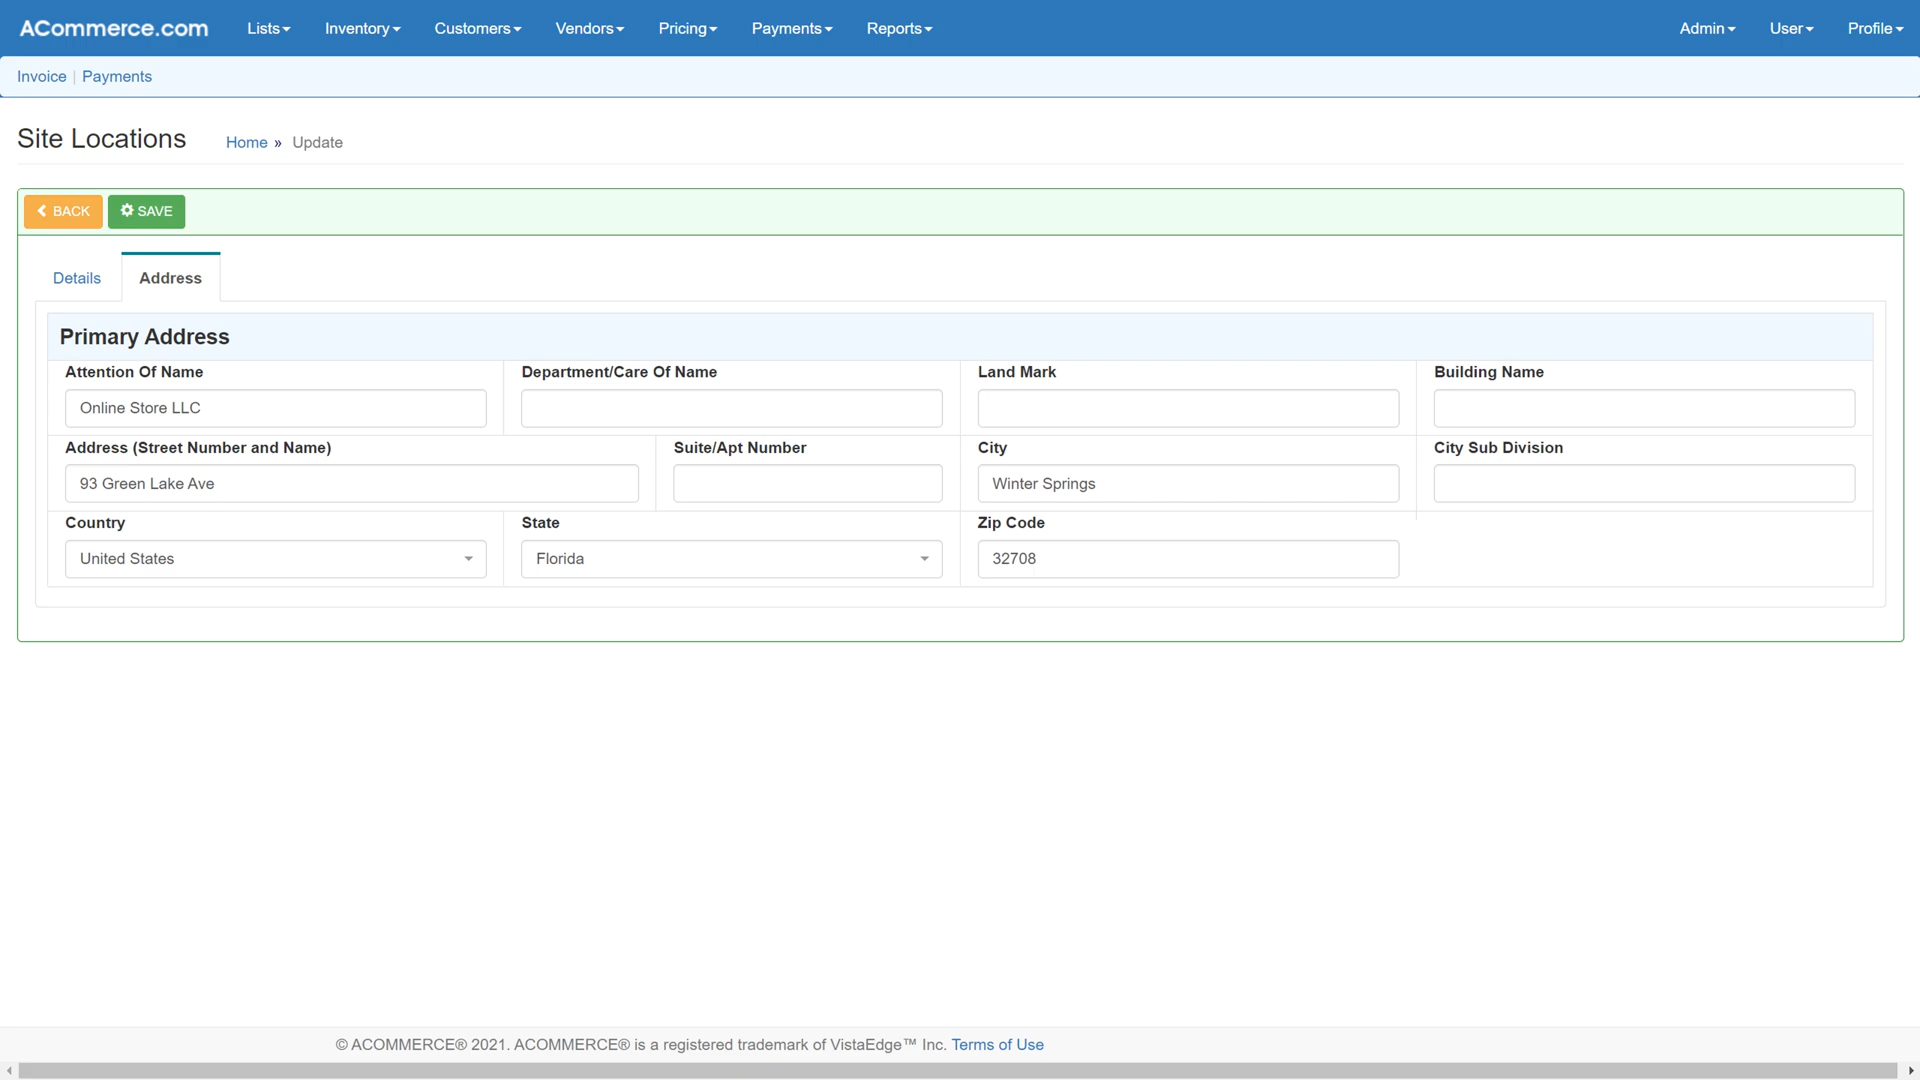 ACommerce.com Lists Inventory Customers Vendors Pricing Payments Reports Admin User Profile
Invoice | Payments
Site Locations Home » Update
BACK SAVE
Details Address
Primary Address
Attention Of Name Department/Care Of Name Land Mark Building Name
Online Store LLC
Address (Street Number and Name) Suite/Apt Number City City Sub Division
93 Green Lake Ave Winter Springs
Country State Zip Code
United States Florida 32708
© ACOMMERCE® 2021. ACOMMERCE® is a registered trademark of VistaEdge™ Inc. Terms of Use